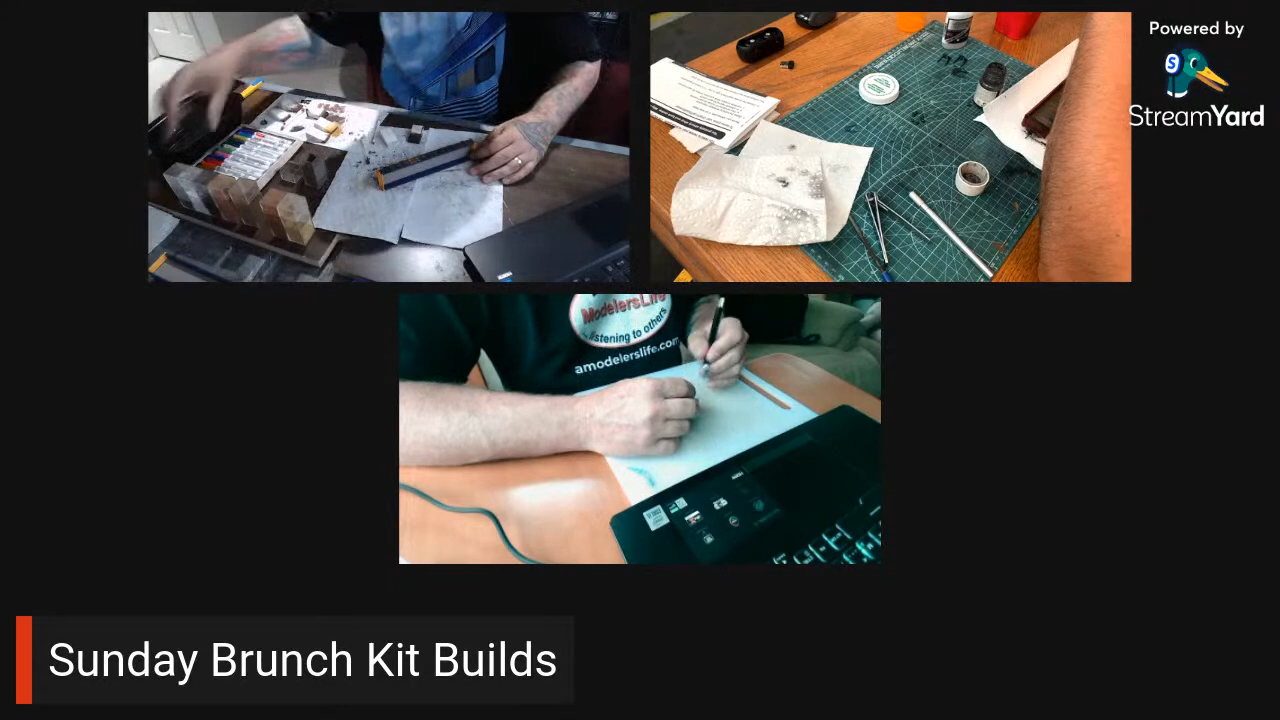 Powered by
S
StreamYard
ModelersLife
..listening to others
amodelerslife.com
Sunday Brunch Kit Builds